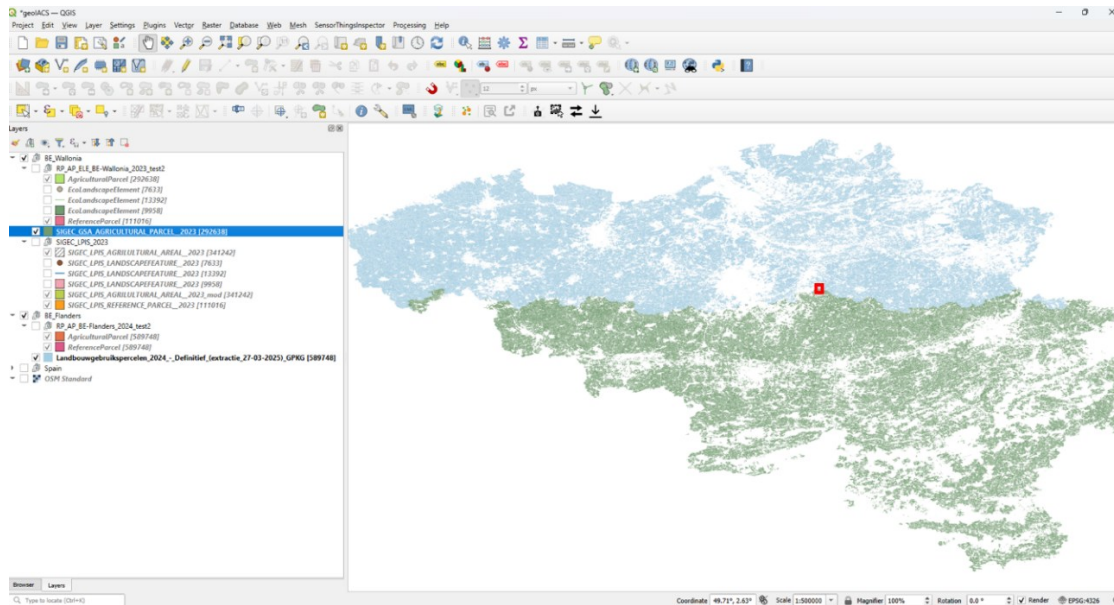 *geoIACS — QGIS
Project Edit View Layer Settings Plugins Vector Raster Database Web Mesh SensorThingsInspector Processing Help
12 px
Layers
BE_Wallonia
RP_AP_ELE_BE-Wallonia_2023_test2
AgriculturalParcel [292638]
EcoLandscapeElement [7633]
EcoLandscapeElement [13392]
EcoLandscapeElement [9958]
ReferenceParcel [111016]
SIGEC_GSA_AGRICULTURAL_PARCEL__2023 [292638]
SIGEC_LPIS_2023
SIGEC_LPIS_AGRILULTURAL_AREAL__2023 [341242]
SIGEC_LPIS_LANDSCAPEFEATURE__2023 [7633]
SIGEC_LPIS_LANDSCAPEFEATURE__2023 [13392]
SIGEC_LPIS_LANDSCAPEFEATURE__2023 [9958]
SIGEC_LPIS_AGRILULTURAL_AREAL__2023_mod [341242]
SIGEC_LPIS_REFERENCE_PARCEL__2023 [111016]
BE_Flanders
RP_AP_BE-Flanders_2024_test2
AgriculturalParcel [589748]
ReferenceParcel [589748]
Landbouwgebruikspercelen_2024_-_Definitief_(extractie_27-03-2025)_GPKG [589748]
Spain
OSM Standard
Browser Layers
Type to locate (Ctrl+K) Coordinate 49.71°, 2.63° Scale 1:500000 Magnifier 100% Rotation 0.0 ° Render EPSG:4326